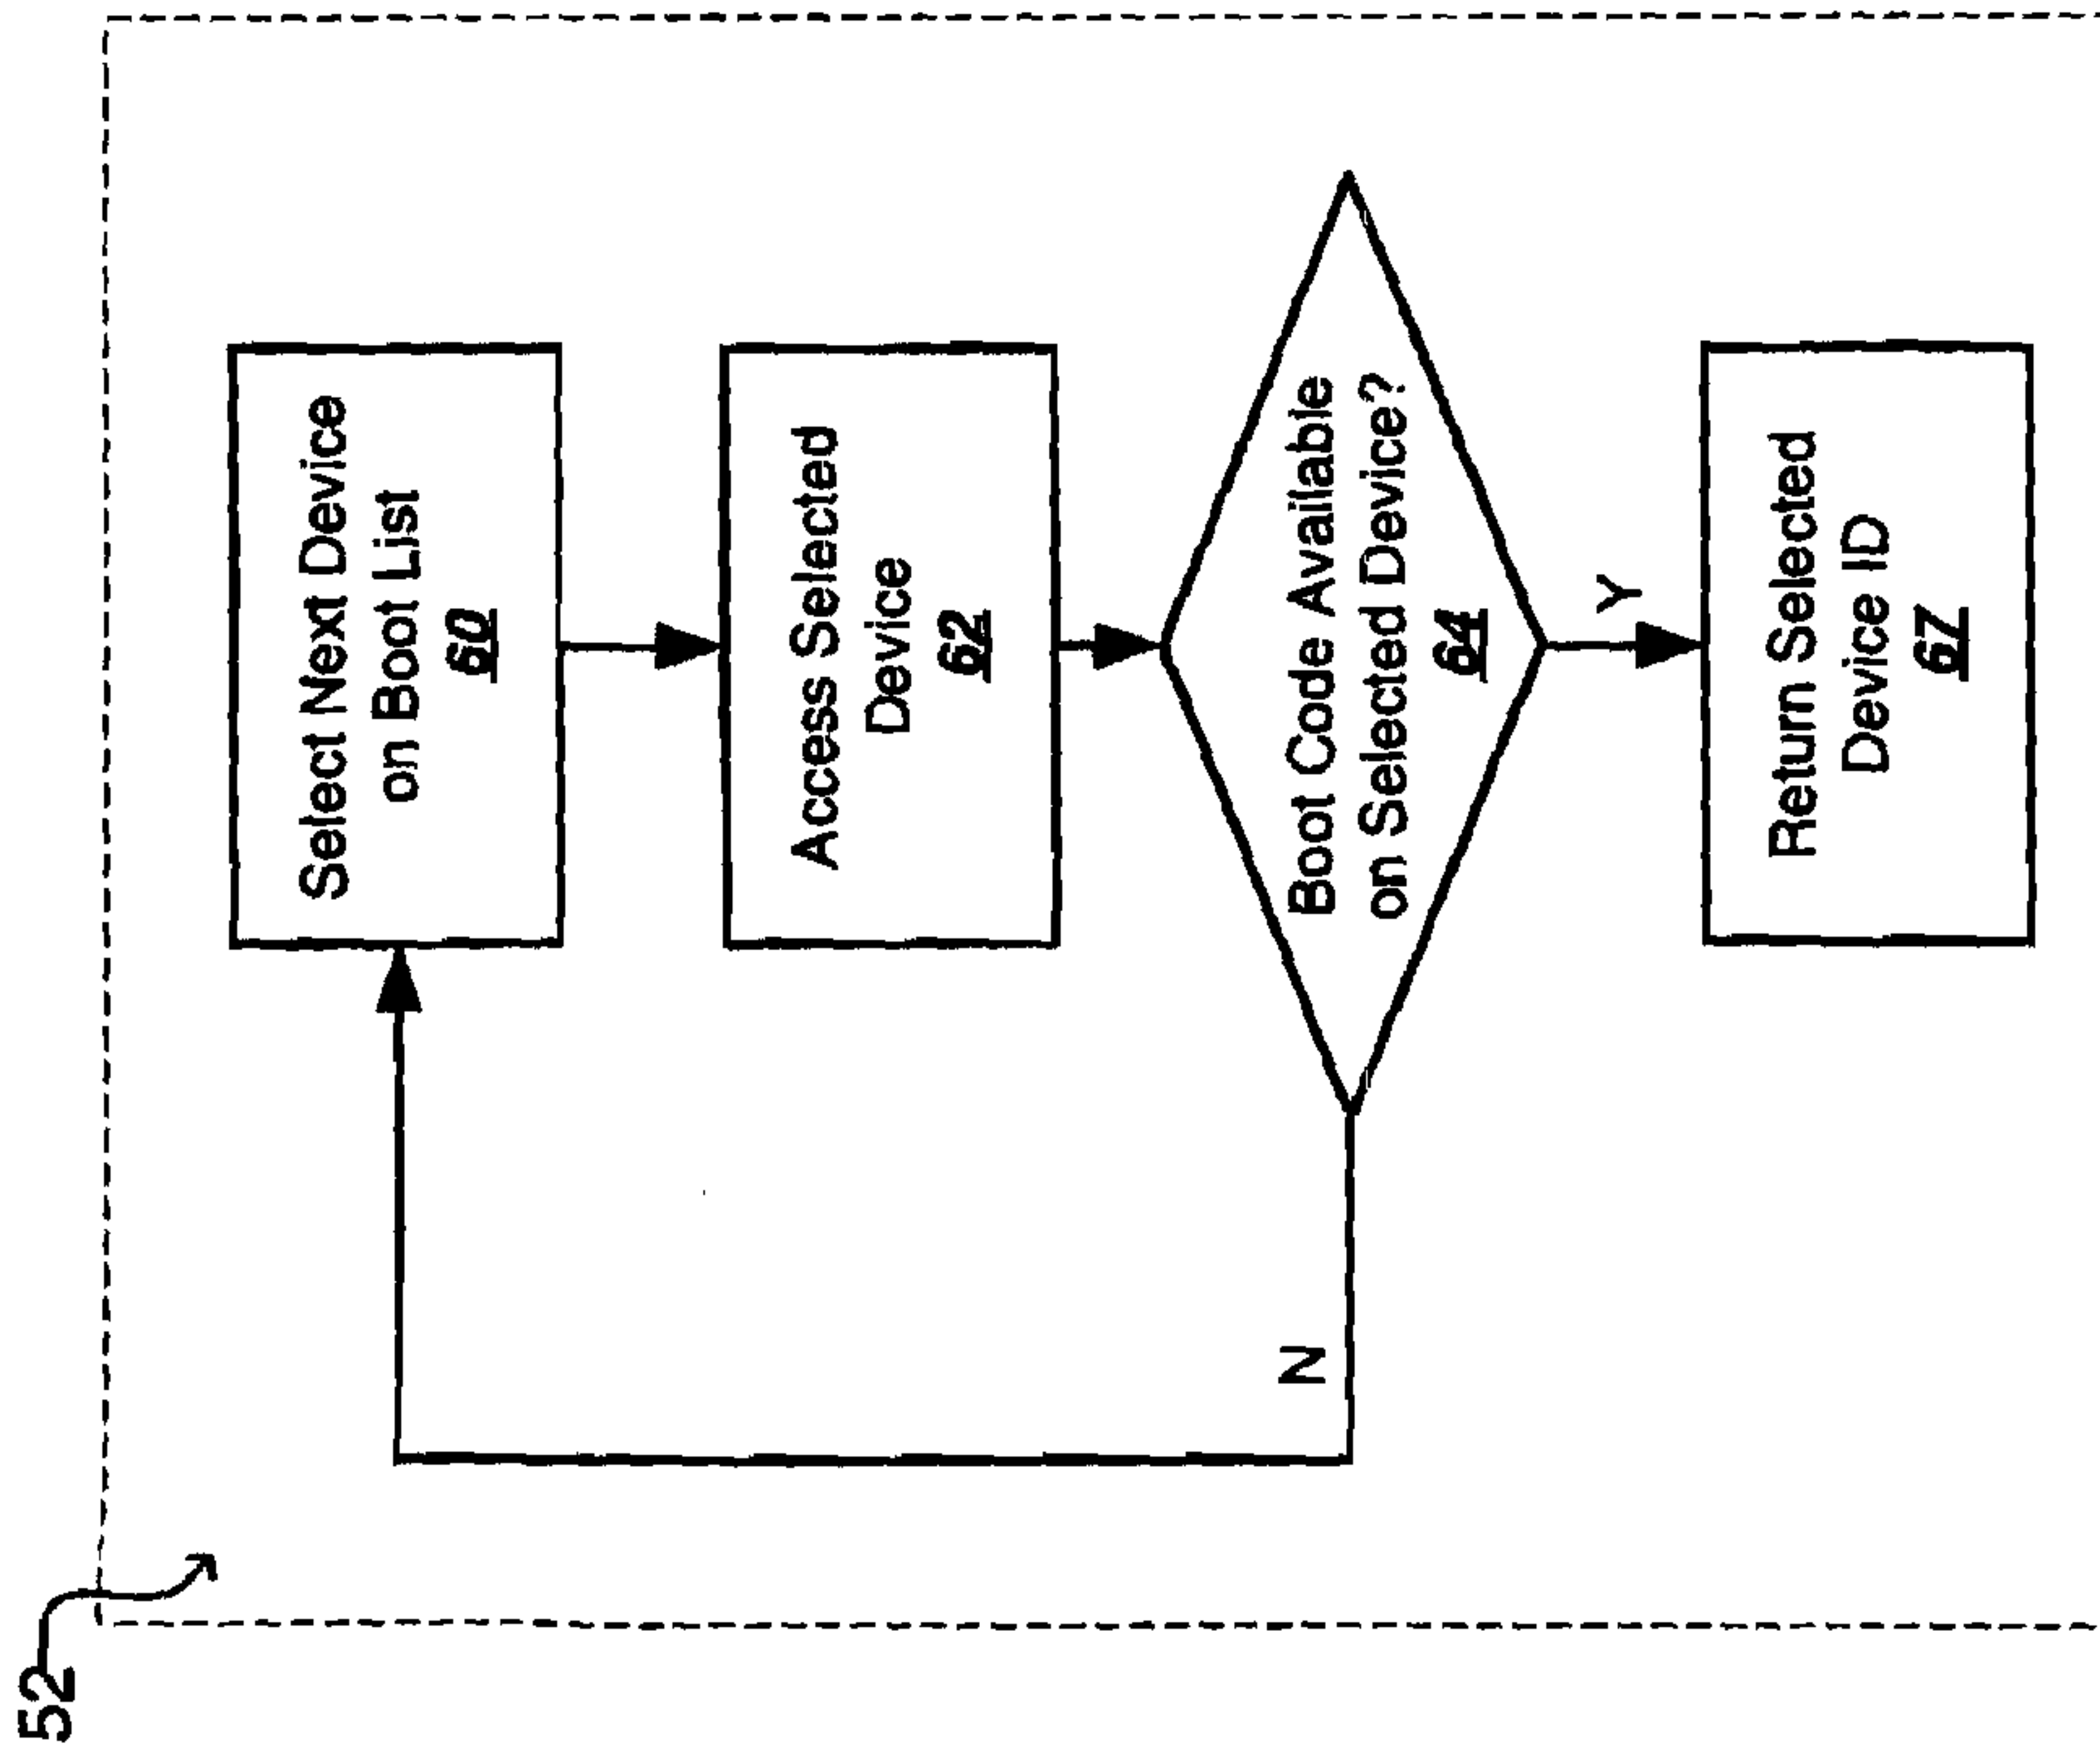 52
Select Next Device
on Boot List
60
Access Selected
Device
62
Boot Code Available
on Selected Device?
64
N
Y
Return Selected
Device ID
67